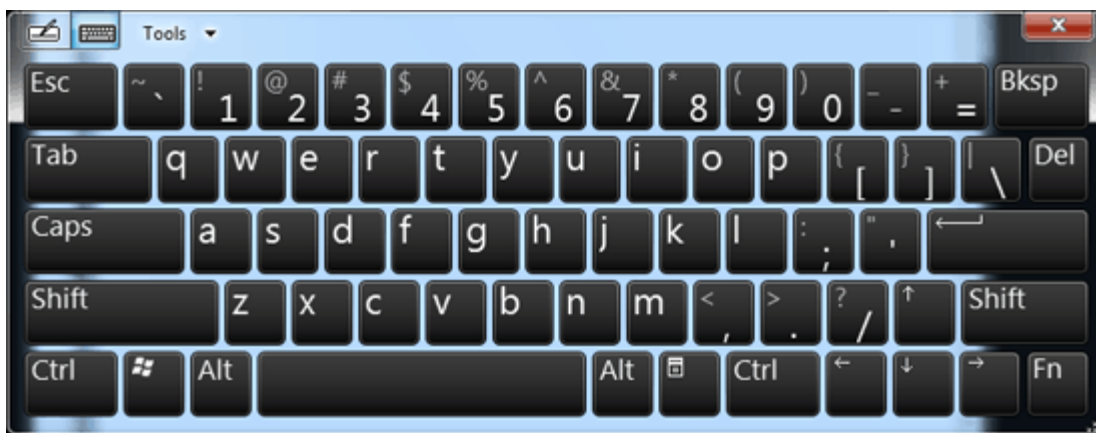 Tools
Esc ~ ` ! 1 @ 2 # 3 $ 4 % 5 ^ 6 & 7 * 8 ( 9 ) 0 _ - + = Bksp
Tab q w e r t y u i o p { [ } ] | \ Del
Caps a s d f g h j k l : ; " '
Shift z x c v b n m < , > . ? / ↑ Shift
Ctrl Alt Alt Ctrl ← ↓ → Fn